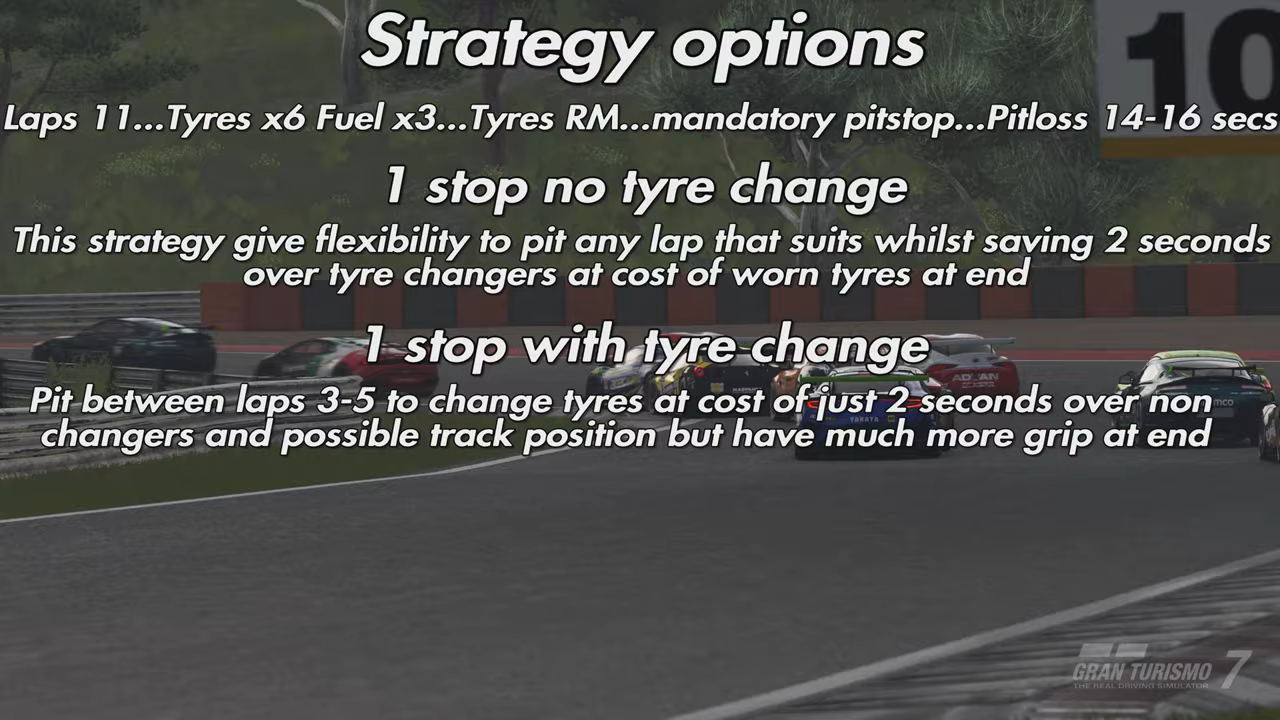 Strategy options
10
Laps 11...Tyres x6 Fuel x3...Tyres RM...mandatory pitstop...Pitloss 14-16 secs
1 stop no tyre change
This strategy give flexibility to pit any lap that suits whilst saving 2 seconds
over tyre changers at cost of worn tyres at end
1 stop with tyre change
ADVAN
Pit between laps 3-5 to change tyres at cost of just 2 seconds over non
changers and possible track position but have much more grip at end
GRAN TURISMO 7
THE REAL DRIVING SIMULATOR